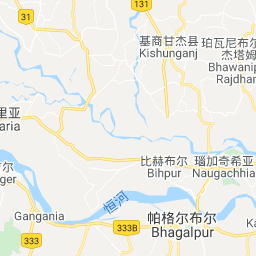 31
131
基商甘杰县
Kishunganj
珀瓦尼布尔
杰塔姆
Bhawanip
Rajdhan
里亚
aria
比赫布尔
Bihpur
瑙加奇希亚
Naugachhia
尔
ger
恒河
Gangania
333B
帕格尔布尔
Bhagalpur
Ka
333